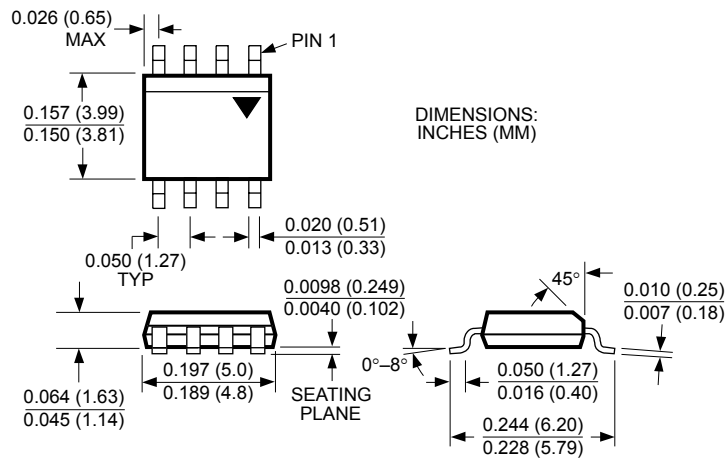 0.026 (0.65)
MAX
PIN 1
0.157 (3.99)
0.150 (3.81)
DIMENSIONS:
INCHES (MM)
0.050 (1.27)
TYP
0.020 (0.51)
0.013 (0.33)
0.0098 (0.249)
0.0040 (0.102)
45°
0.010 (0.25)
0.007 (0.18)
0.064 (1.63)
0.045 (1.14)
0.197 (5.0)
0.189 (4.8)
SEATING
PLANE
0°–8°
0.050 (1.27)
0.016 (0.40)
0.244 (6.20)
0.228 (5.79)